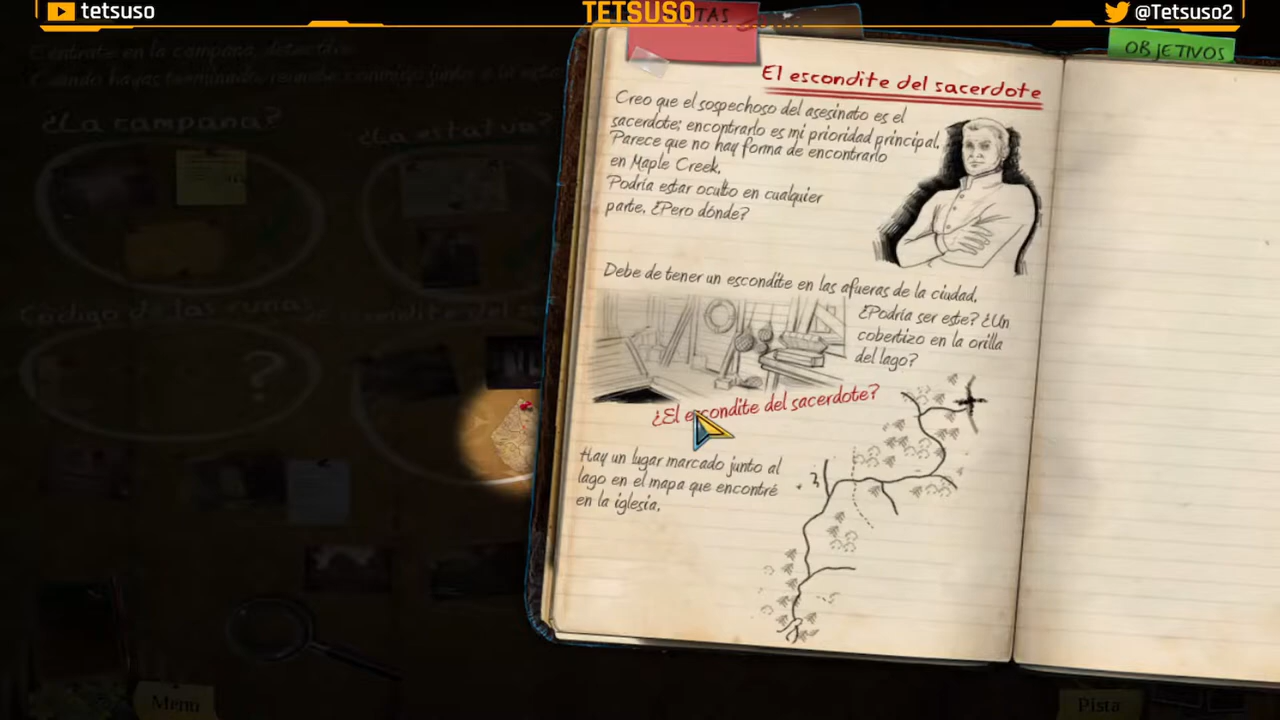 tetsuso
TETSUSO
@Tetsuso2
TAS
OBJETIVOS
¿La campana?
El escondite del sacerdote
Creo que el sospechoso del asesinato es el
sacerdote; encontrarlo es mi prioridad principal.
Parece que no hay forma de encontrarlo
en Maple Creek.
Podría estar oculto en cualquier
parte. ¿Pero dónde?
Debe de tener un escondite en las afueras de la ciudad.
¿Podría ser este? ¿Un
cobertizo en la orilla
del lago?
¿El escondite del sacerdote?
Hay un lugar marcado junto al
lago en el mapa que encontré
en la iglesia.
¿La estatua?
?
Menú
Pista